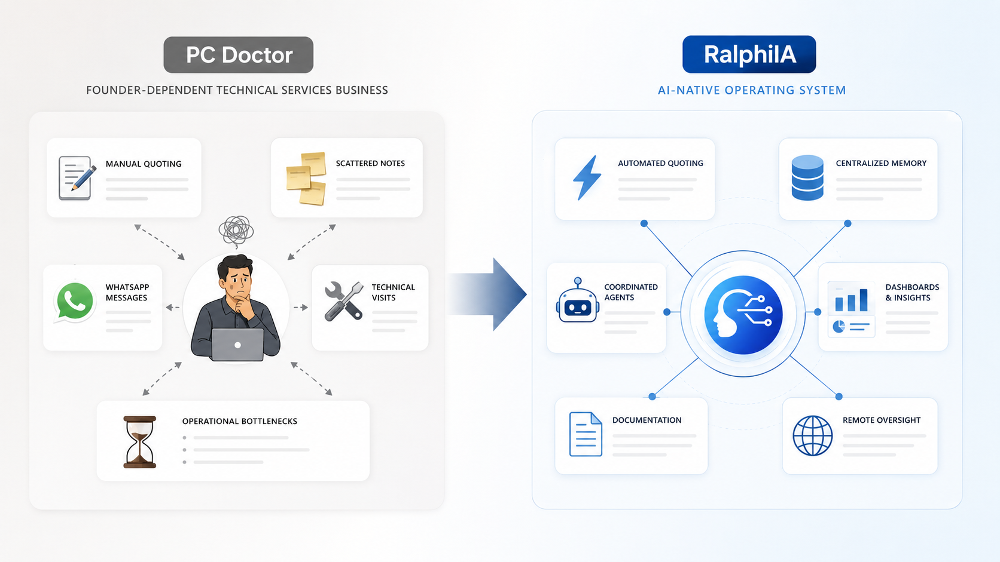 PC Doctor
FOUNDER-DEPENDENT TECHNICAL SERVICES BUSINESS
MANUAL QUOTING
SCATTERED NOTES
WHATSAPP
MESSAGES
TECHNICAL
VISITS
OPERATIONAL BOTTLENECKS
RalphiIA
AI-NATIVE OPERATING SYSTEM
AUTOMATED QUOTING
CENTRALIZED MEMORY
COORDINATED
AGENTS
DASHBOARDS
& INSIGHTS
DOCUMENTATION
REMOTE OVERSIGHT